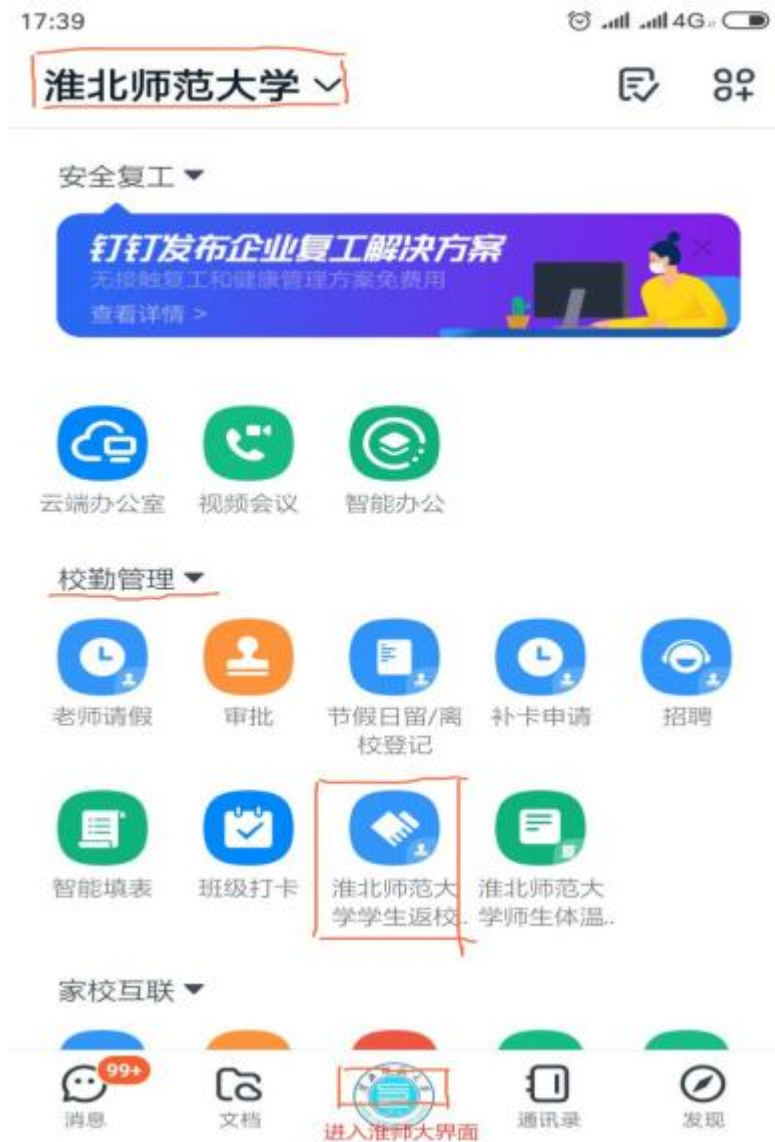 17:39
4G
淮北师范大学
安全复工
钉钉发布企业复工解决方案
无接触复工和健康管理方案免费用
查看详情 >
云端办公室 视频会议 智能办公
校勤管理
老师请假 审批 节假日留/离 补卡申请 招聘
校登记
智能填表 班级打卡 淮北师范大 淮北师范大
学学生返校.. 学师生体温..
家校互联
99+
消息 文档 进入淮师大界面 通讯录 发现